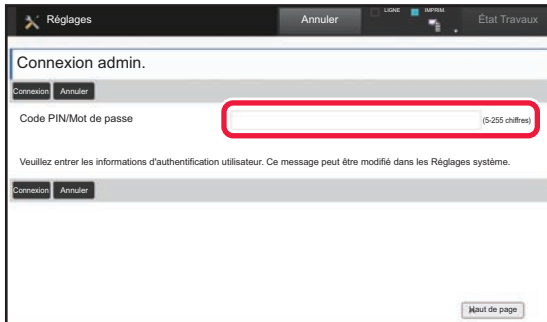 Réglages
Annuler
LIGNE
IMPRIM.
État Travaux
Connexion admin.
Connexion Annuler
Code PIN/Mot de passe (5-255 chiffres)
Veuillez entrer les informations d'authentification utilisateur. Ce message peut être modifié dans les Réglages système.
Connexion Annuler
Haut de page